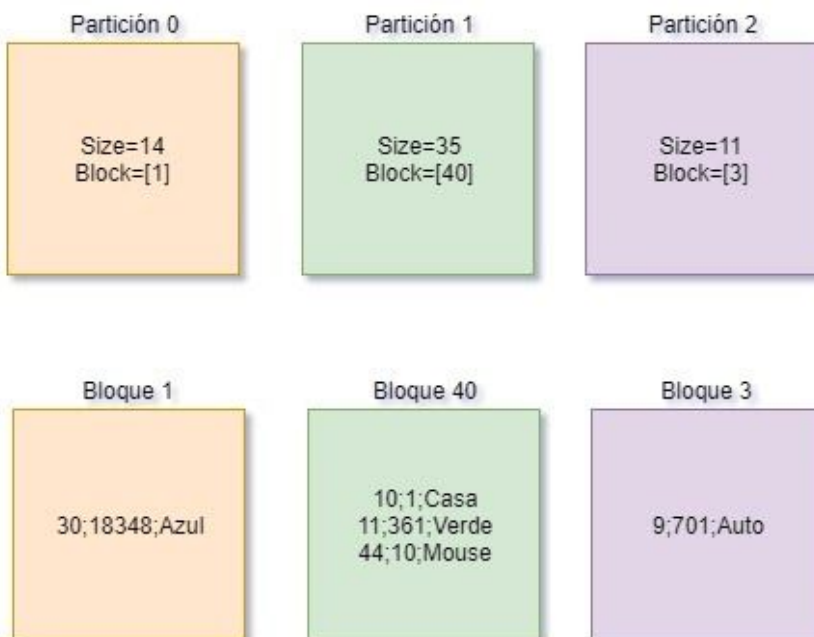 Partición 0
Partición 1
Partición 2
Size=14
Block=[1]
Size=35
Block=[40]
Size=11
Block=[3]
Bloque 1
Bloque 40
Bloque 3
30;18348;Azul
10;1;Casa
11;361;Verde
44;10;Mouse
9;701;Auto